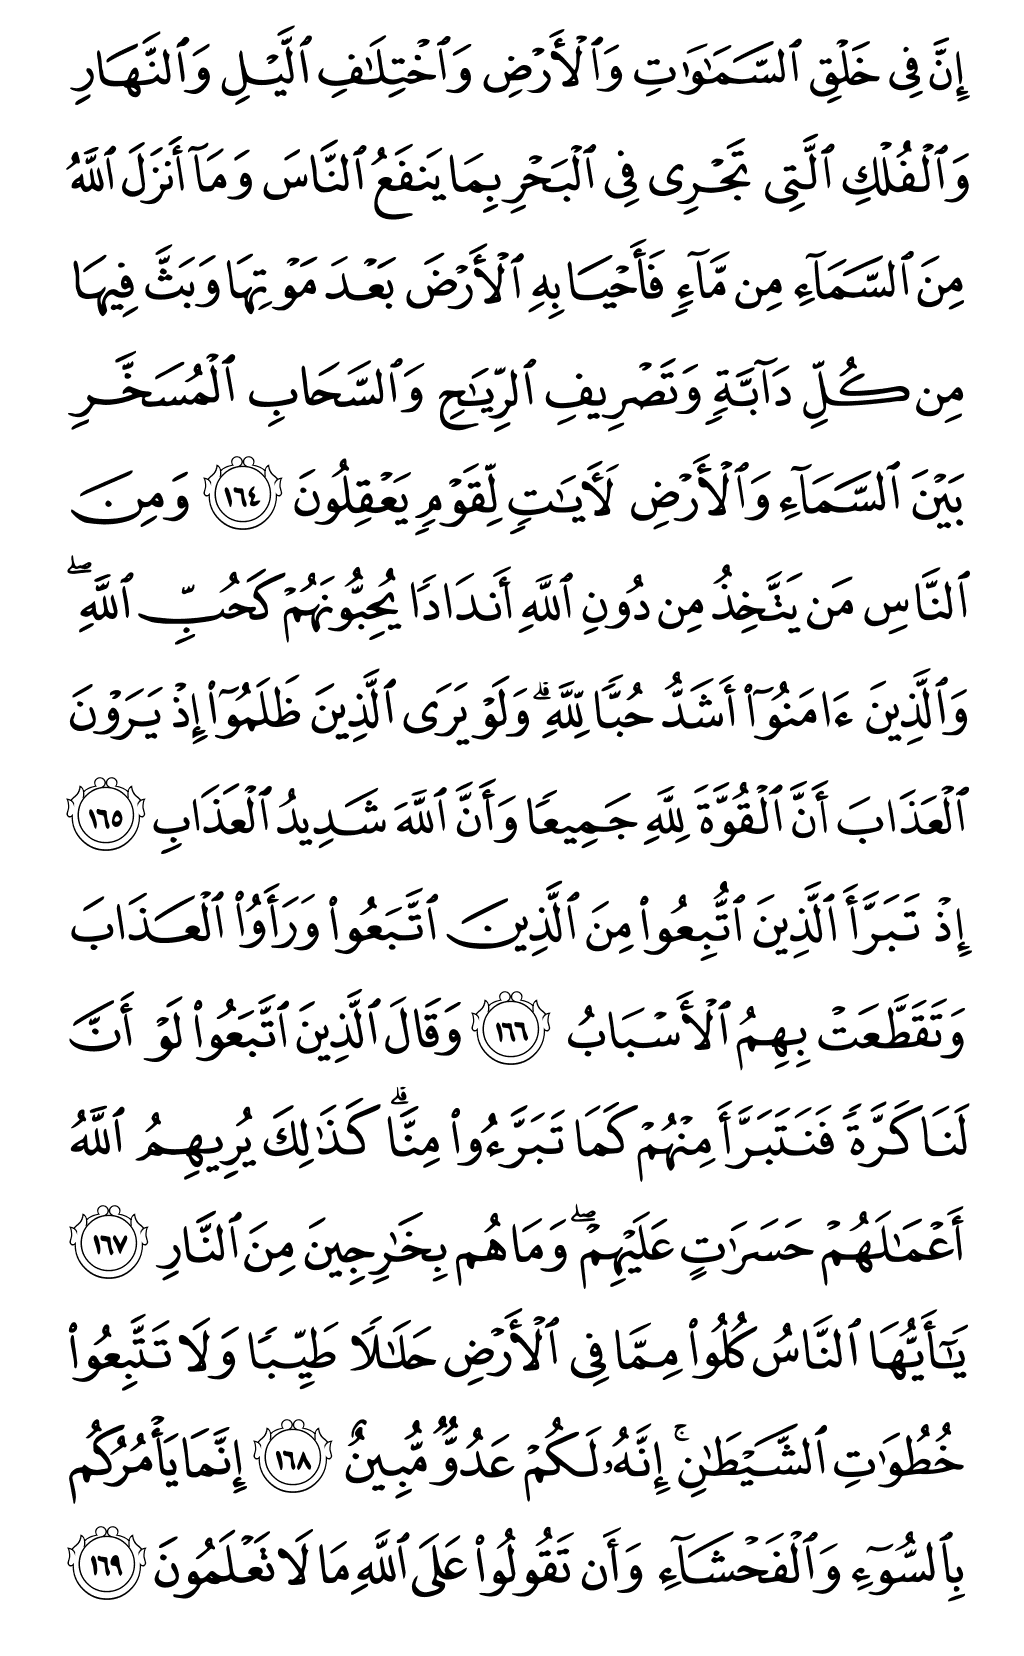 إِنَّ فِى خَلۡقِ ٱلسَّمَٰوَٰتِ وَٱلۡأَرۡضِ وَٱخۡتِلَٰفِ ٱلَّيۡلِ وَٱلنَّهَارِ
وَٱلۡفُلۡكِ ٱلَّتِى تَجۡرِى فِى ٱلۡبَحۡرِ بِمَا يَنفَعُ ٱلنَّاسَ وَمَآ أَنزَلَ ٱللَّهُ
مِنَ ٱلسَّمَآءِ مِن مَّآءٖ فَأَحۡيَا بِهِ ٱلۡأَرۡضَ بَعۡدَ مَوۡتِهَا وَبَثَّ فِيهَا
مِن كُلِّ دَآبَّةٖ وَتَصۡرِيفِ ٱلرِّيَٰحِ وَٱلسَّحَابِ ٱلۡمُسَخَّرِ
بَيۡنَ ٱلسَّمَآءِ وَٱلۡأَرۡضِ لَأٓيَٰتٖ لِّقَوۡمٖ يَعۡقِلُونَ ١٦٤ وَمِنَ
ٱلنَّاسِ مَن يَتَّخِذُ مِن دُونِ ٱللَّهِ أَندَادٗا يُحِبُّونَهُمۡ كَحُبِّ ٱللَّهِۖ
وَٱلَّذِينَ ءَامَنُوٓاْ أَشَدُّ حُبّٗا لِّلَّهِۗ وَلَوۡ يَرَى ٱلَّذِينَ ظَلَمُوٓاْ إِذۡ يَرَوۡنَ
ٱلۡعَذَابَ أَنَّ ٱلۡقُوَّةَ لِلَّهِ جَمِيعٗا وَأَنَّ ٱللَّهَ شَدِيدُ ٱلۡعَذَابِ ١٦٥
إِذۡ تَبَرَّأَ ٱلَّذِينَ ٱتُّبِعُواْ مِنَ ٱلَّذِينَ ٱتَّبَعُواْ وَرَأَوُاْ ٱلۡعَذَابَ
وَتَقَطَّعَتۡ بِهِمُ ٱلۡأَسۡبَابُ ١٦٦ وَقَالَ ٱلَّذِينَ ٱتَّبَعُواْ لَوۡ أَنَّ
لَنَا كَرَّةٗ فَنَتَبَرَّأَ مِنۡهُمۡ كَمَا تَبَرَّءُواْ مِنَّاۗ كَذَٰلِكَ يُرِيهِمُ ٱللَّهُ
أَعۡمَٰلَهُمۡ حَسَرَٰتٍ عَلَيۡهِمۡۖ وَمَا هُم بِخَٰرِجِينَ مِنَ ٱلنَّارِ ١٦٧
يَٰٓأَيُّهَا ٱلنَّاسُ كُلُواْ مِمَّا فِى ٱلۡأَرۡضِ حَلَٰلٗا طَيِّبٗا وَلَا تَتَّبِعُواْ
خُطُوَٰتِ ٱلشَّيۡطَٰنِۚ إِنَّهُۥ لَكُمۡ عَدُوّٞ مُّبِينٌ ١٦٨ إِنَّمَا يَأۡمُرُكُم
بِٱلسُّوٓءِ وَٱلۡفَحۡشَآءِ وَأَن تَقُولُواْ عَلَى ٱللَّهِ مَا لَا تَعۡلَمُونَ ١٦٩